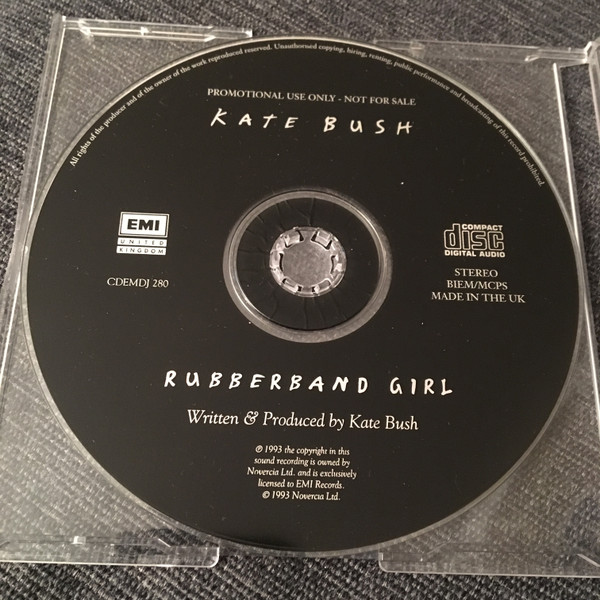 All rights of the producer and of the owner of the work reproduced reserved. Unauthorised copying, hiring, renting, public performance and broadcasting of this record prohibited.
PROMOTIONAL USE ONLY - NOT FOR SALE
KATE BUSH
EMI
UNITED
KINGDOM
CDEMDJ 280
COMPACT
disc
DIGITAL AUDIO
STEREO
BIEM/MCPS
MADE IN THE UK
RUBBERBAND GIRL
Written & Produced by Kate Bush
℗ 1993 the copyright in this
sound recording is owned by
Novercia Ltd. and is exclusively
licensed to EMI Records.
© 1993 Novercia Ltd.